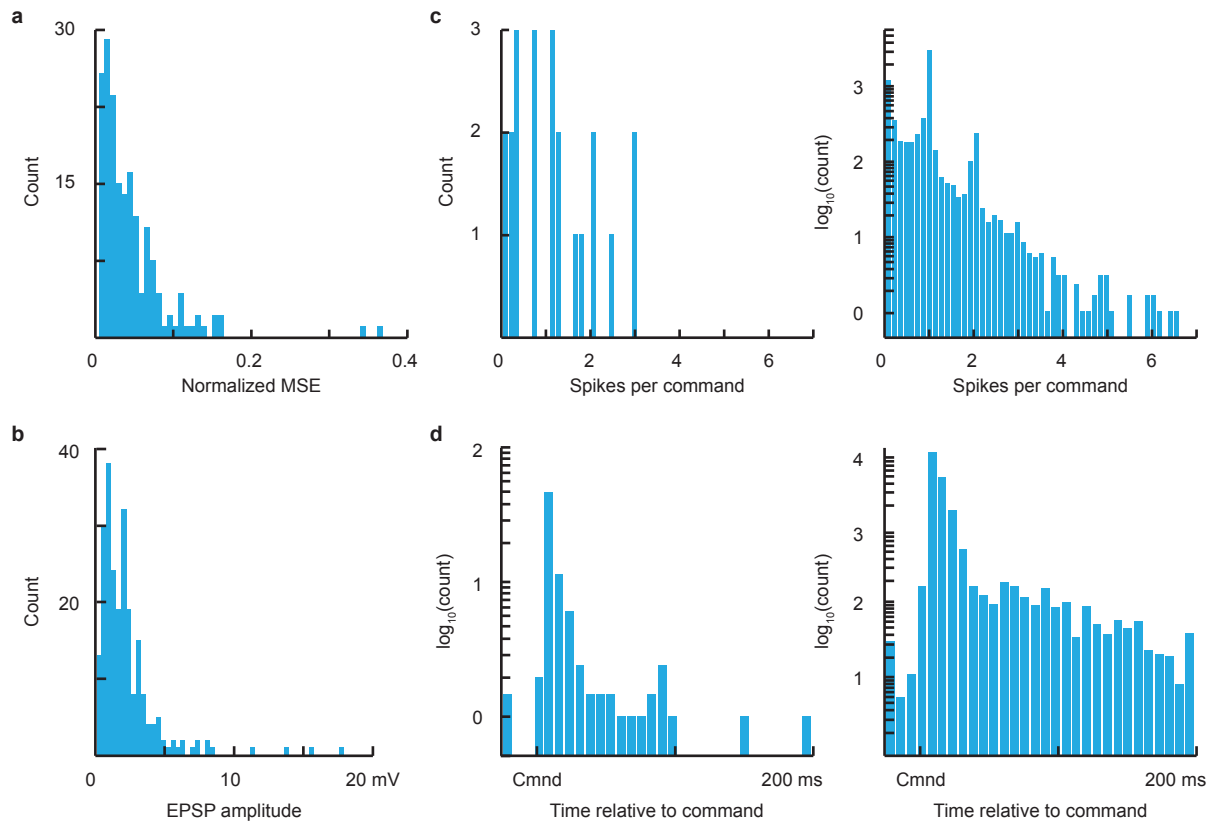 a
30
15
Count
0
0.2
0.4
Normalized MSE
c
3
2
1
0
Count
0
2
4
6
Spikes per command
3
2
1
0
log10(count)
0
2
4
6
Spikes per command
b
40
20
Count
0
10
20 mV
EPSP amplitude
d
2
1
0
log10(count)
Cmnd
200 ms
Time relative to command
4
3
2
1
log10(count)
Cmnd
200 ms
Time relative to command